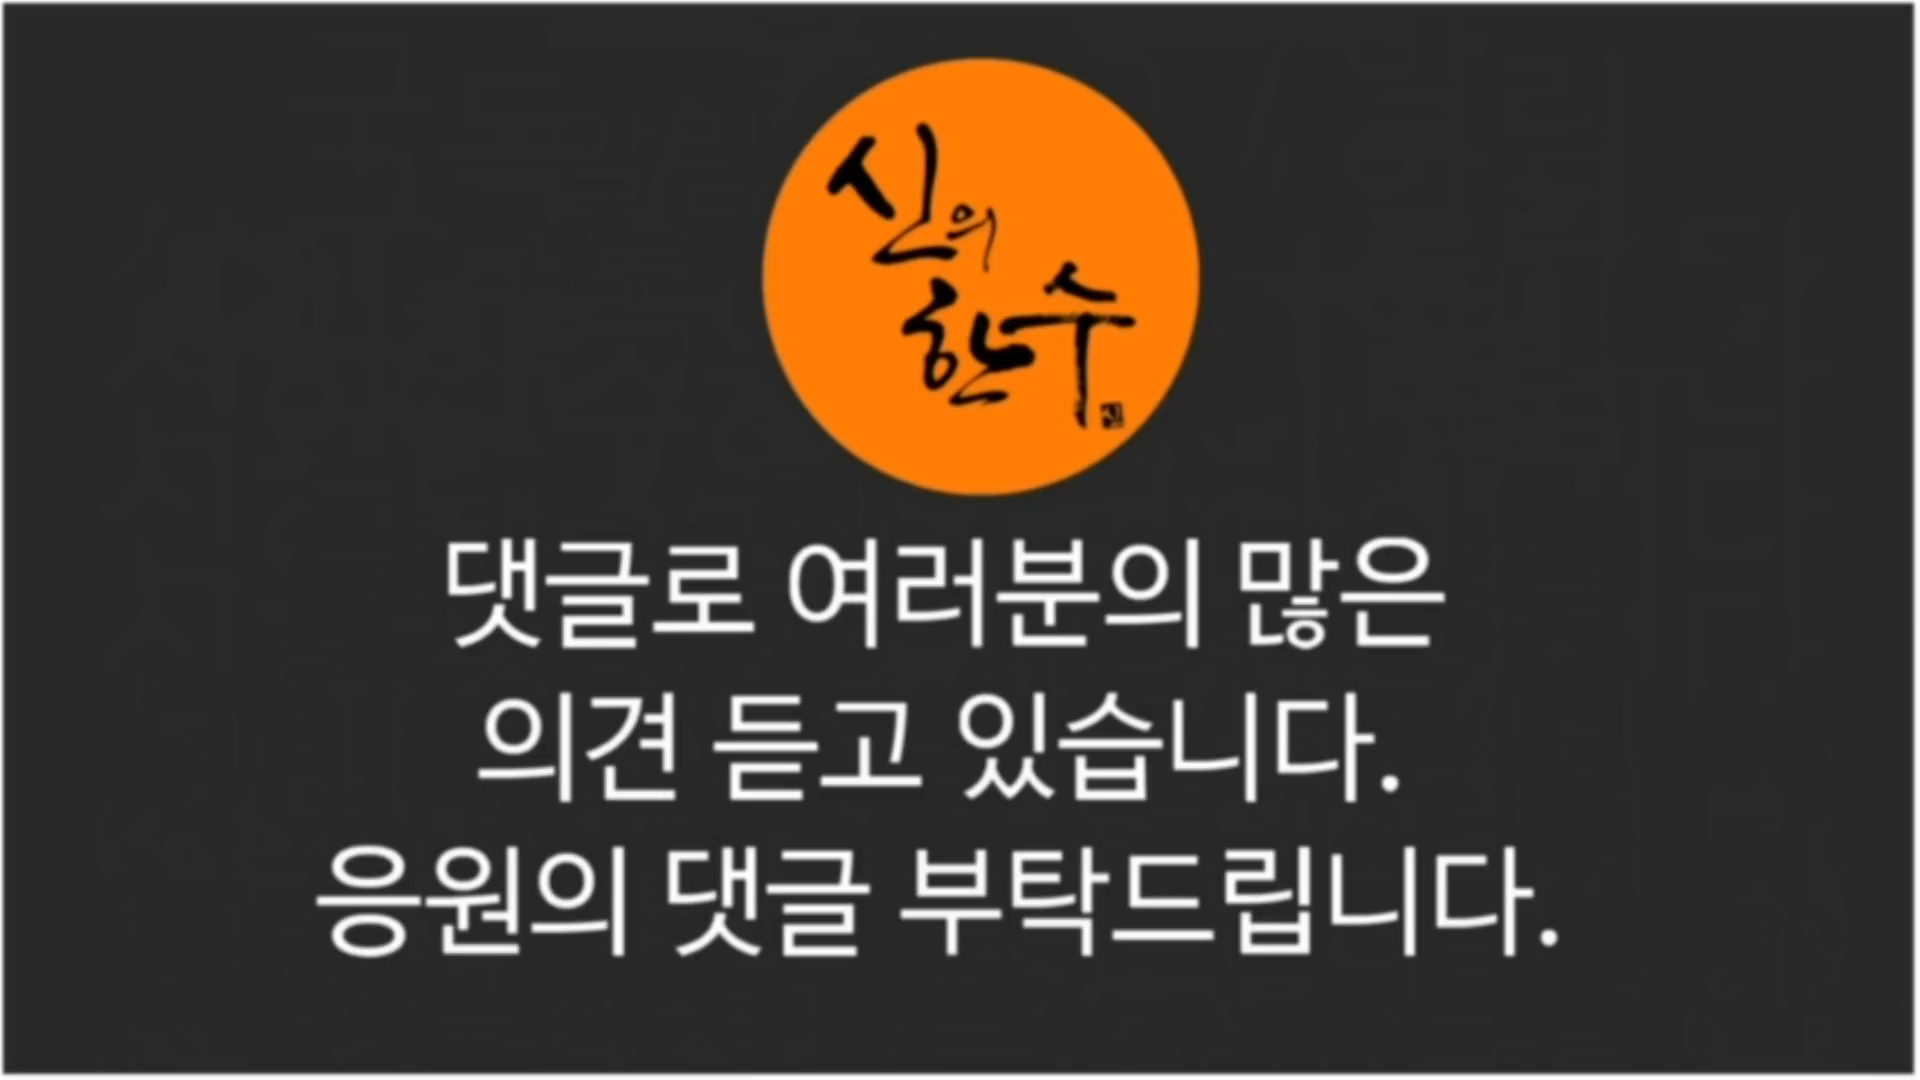 신의
한수
댓글로 여러분의 많은
의견 듣고 있습니다.
응원의 댓글 부탁드립니다.